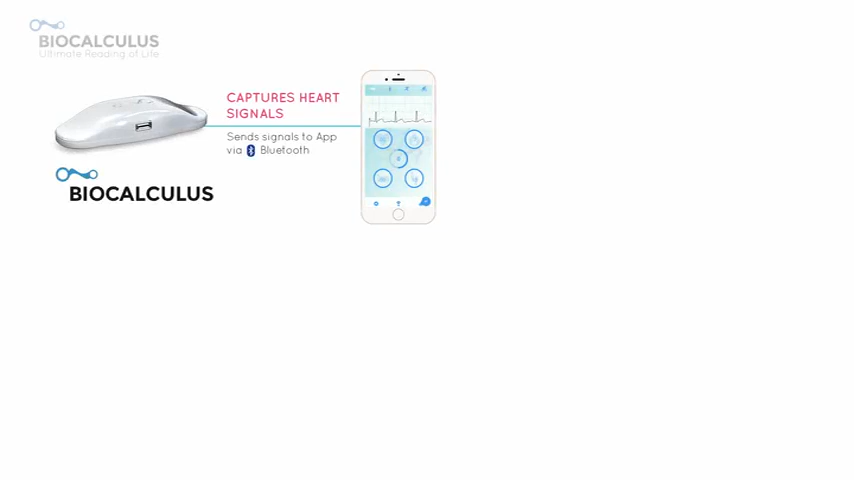 BIOCALCULUS
Ultimate Reading of Life
CAPTURES HEART
SIGNALS
Sends signals to App
via Bluetooth
BIOCALCULUS